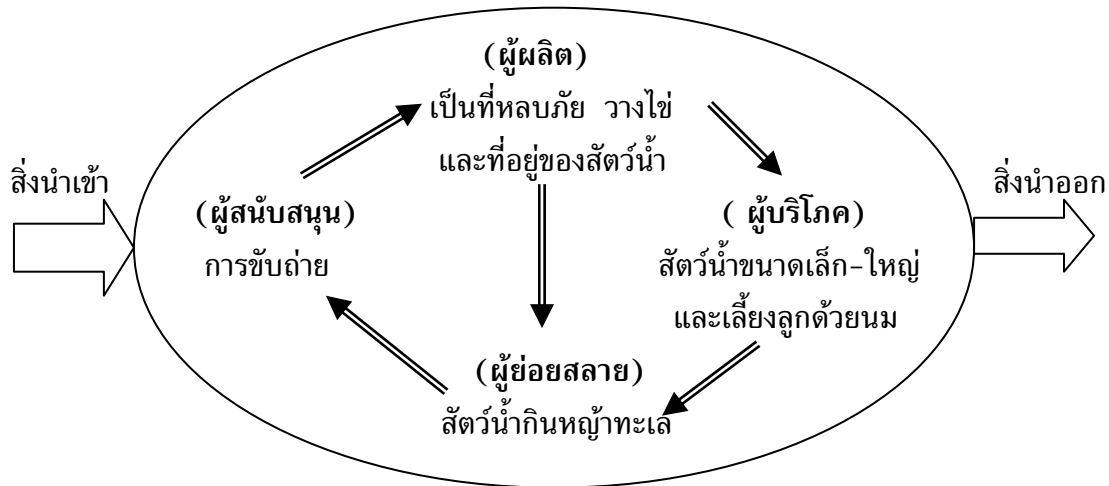 (ผู้ผลิต)
เป็นที่หลบภัย วางไข่
และที่อยู่ของสัตว์น้ำ
สิ่งนำเข้า
สิ่งนำออก
(ผู้สนับสนุน)
การขับถ่าย
( ผู้บริโภค)
สัตว์น้ำขนาดเล็ก-ใหญ่
และเลี้ยงลูกด้วยนม
(ผู้ย่อยสลาย)
สัตว์น้ำกินหญ้าทะเล